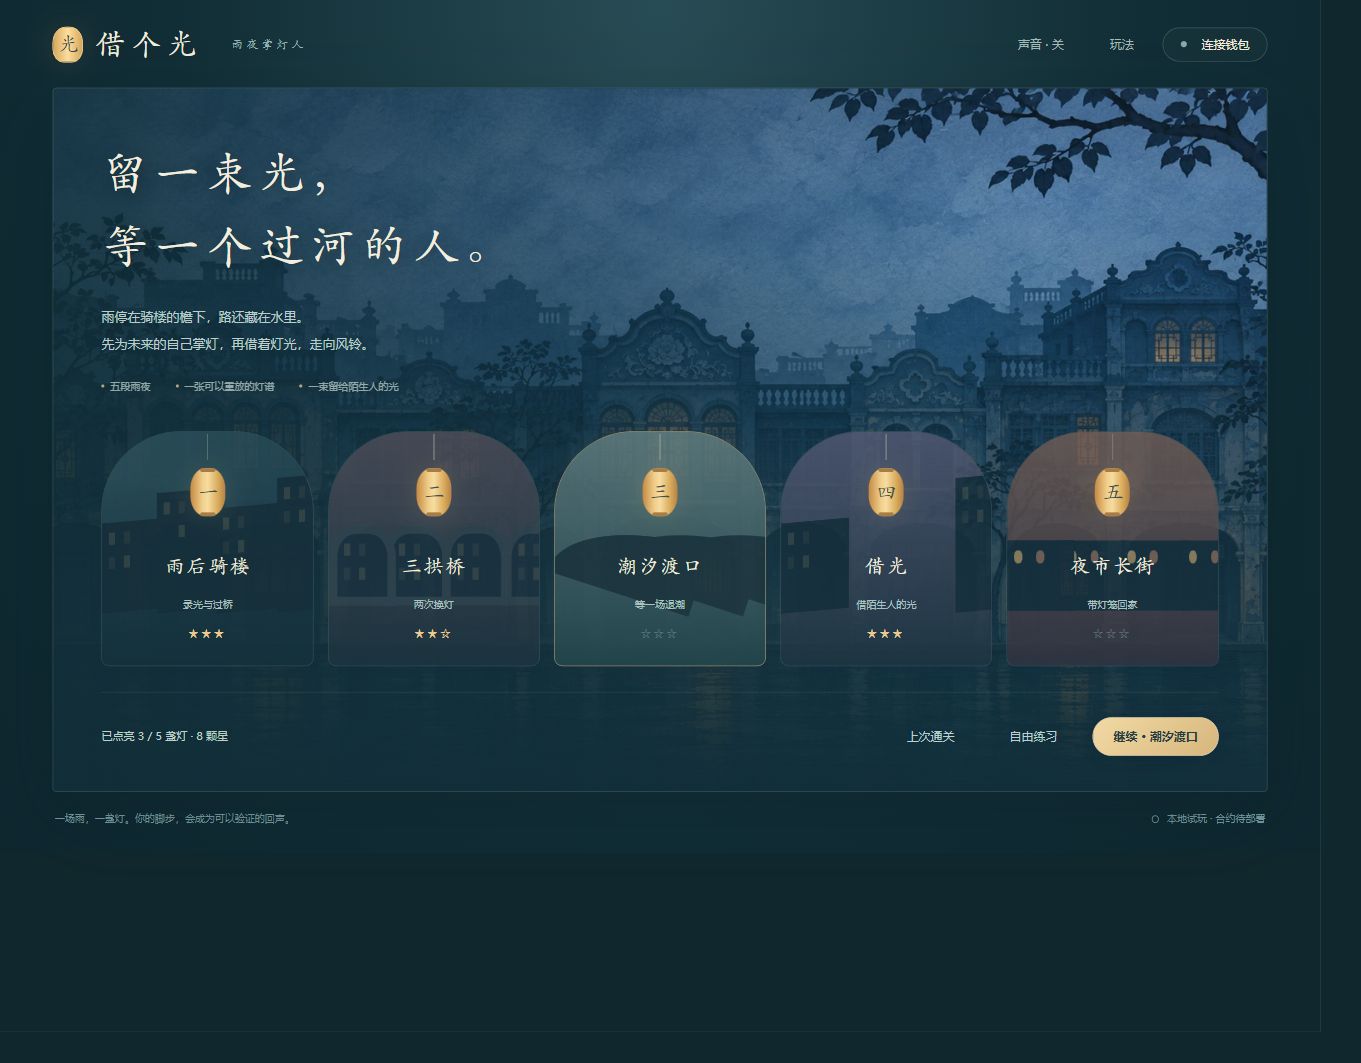 光 借个光 雨夜掌灯人 声音·关 玩法 连接钱包
留一束光，
等一个过河的人。
雨停在骑楼的檐下，路还藏在水里。
先为未来的自己掌灯，再借着灯光，走向风铃。
五段雨夜 一张可以重放的灯谱 一束留给陌生人的光
一 二 三 四 五
雨后骑楼 三拱桥 潮汐渡口 借光 夜市长街
录光与过桥 两次换灯 等一场退潮 借陌生人的光 带灯笼回家
★★★ ★★☆ ☆☆☆ ★★★ ☆☆☆
已点亮 3 / 5 盏灯 · 8 颗星 上次通关 自由练习 继续·潮汐渡口
一场雨，一盏灯。你的脚步，会成为可以验证的回声。 本地试玩 · 合约待部署